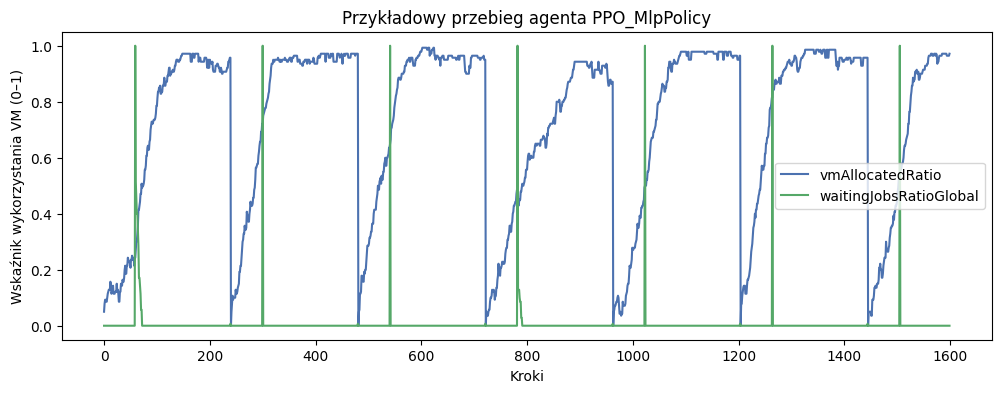 Przykładowy przebieg agenta PPO_MlpPolicy
Wskaźnik wykorzystania VM (0–1)
1.0
0.8
0.6
0.4
0.2
0.0
vmAllocatedRatio
waitingJobsRatioGlobal
0 200 400 600 800 1000 1200 1400 1600
Kroki